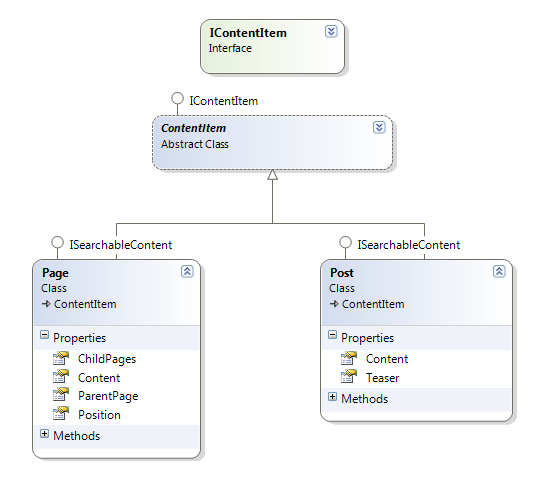 IContentItem
Interface
IContentItem
ContentItem
Abstract Class
ISearchableContent
Page
Class
ContentItem
Properties
ChildPages
Content
ParentPage
Position
Methods
ISearchableContent
Post
Class
ContentItem
Properties
Content
Teaser
Methods